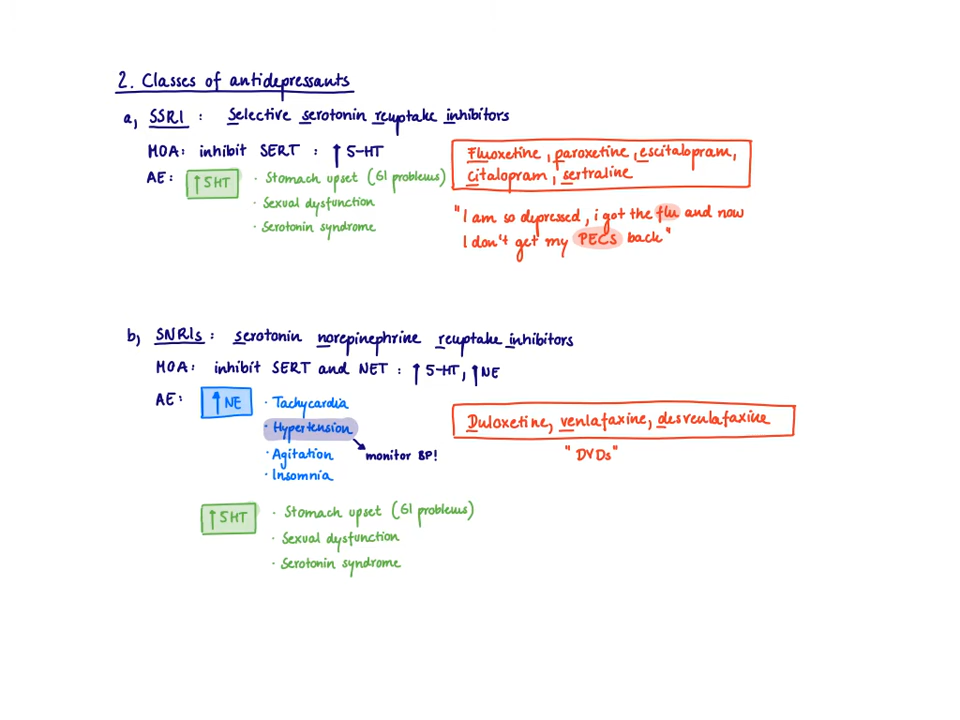 2. Classes of antidepressants
a, SSRI : Selective serotonin reuptake inhibitors
MOA: inhibit SERT : ↑ 5-HT
AE: ↑5HT · Stomach upset (GI problems)
· Sexual dysfunction
· Serotonin syndrome
Fluoxetine, paroxetine, escitalopram,
citalopram, sertraline
"I am so depressed, i got the flu and now
I don't get my PECs back"
b, SNRIs : serotonin norepinephrine reuptake inhibitors
MOA: inhibit SERT and NET : ↑ 5-HT, ↑ NE
AE: ↑ NE · Tachycardia
· Hypertension
· Agitation
monitor BP!
· Insomnia
Duloxetine, venlafaxine, desvenlafaxine
"DVDs"
↑5HT · Stomach upset (GI problems)
· Sexual dysfunction
· Serotonin syndrome